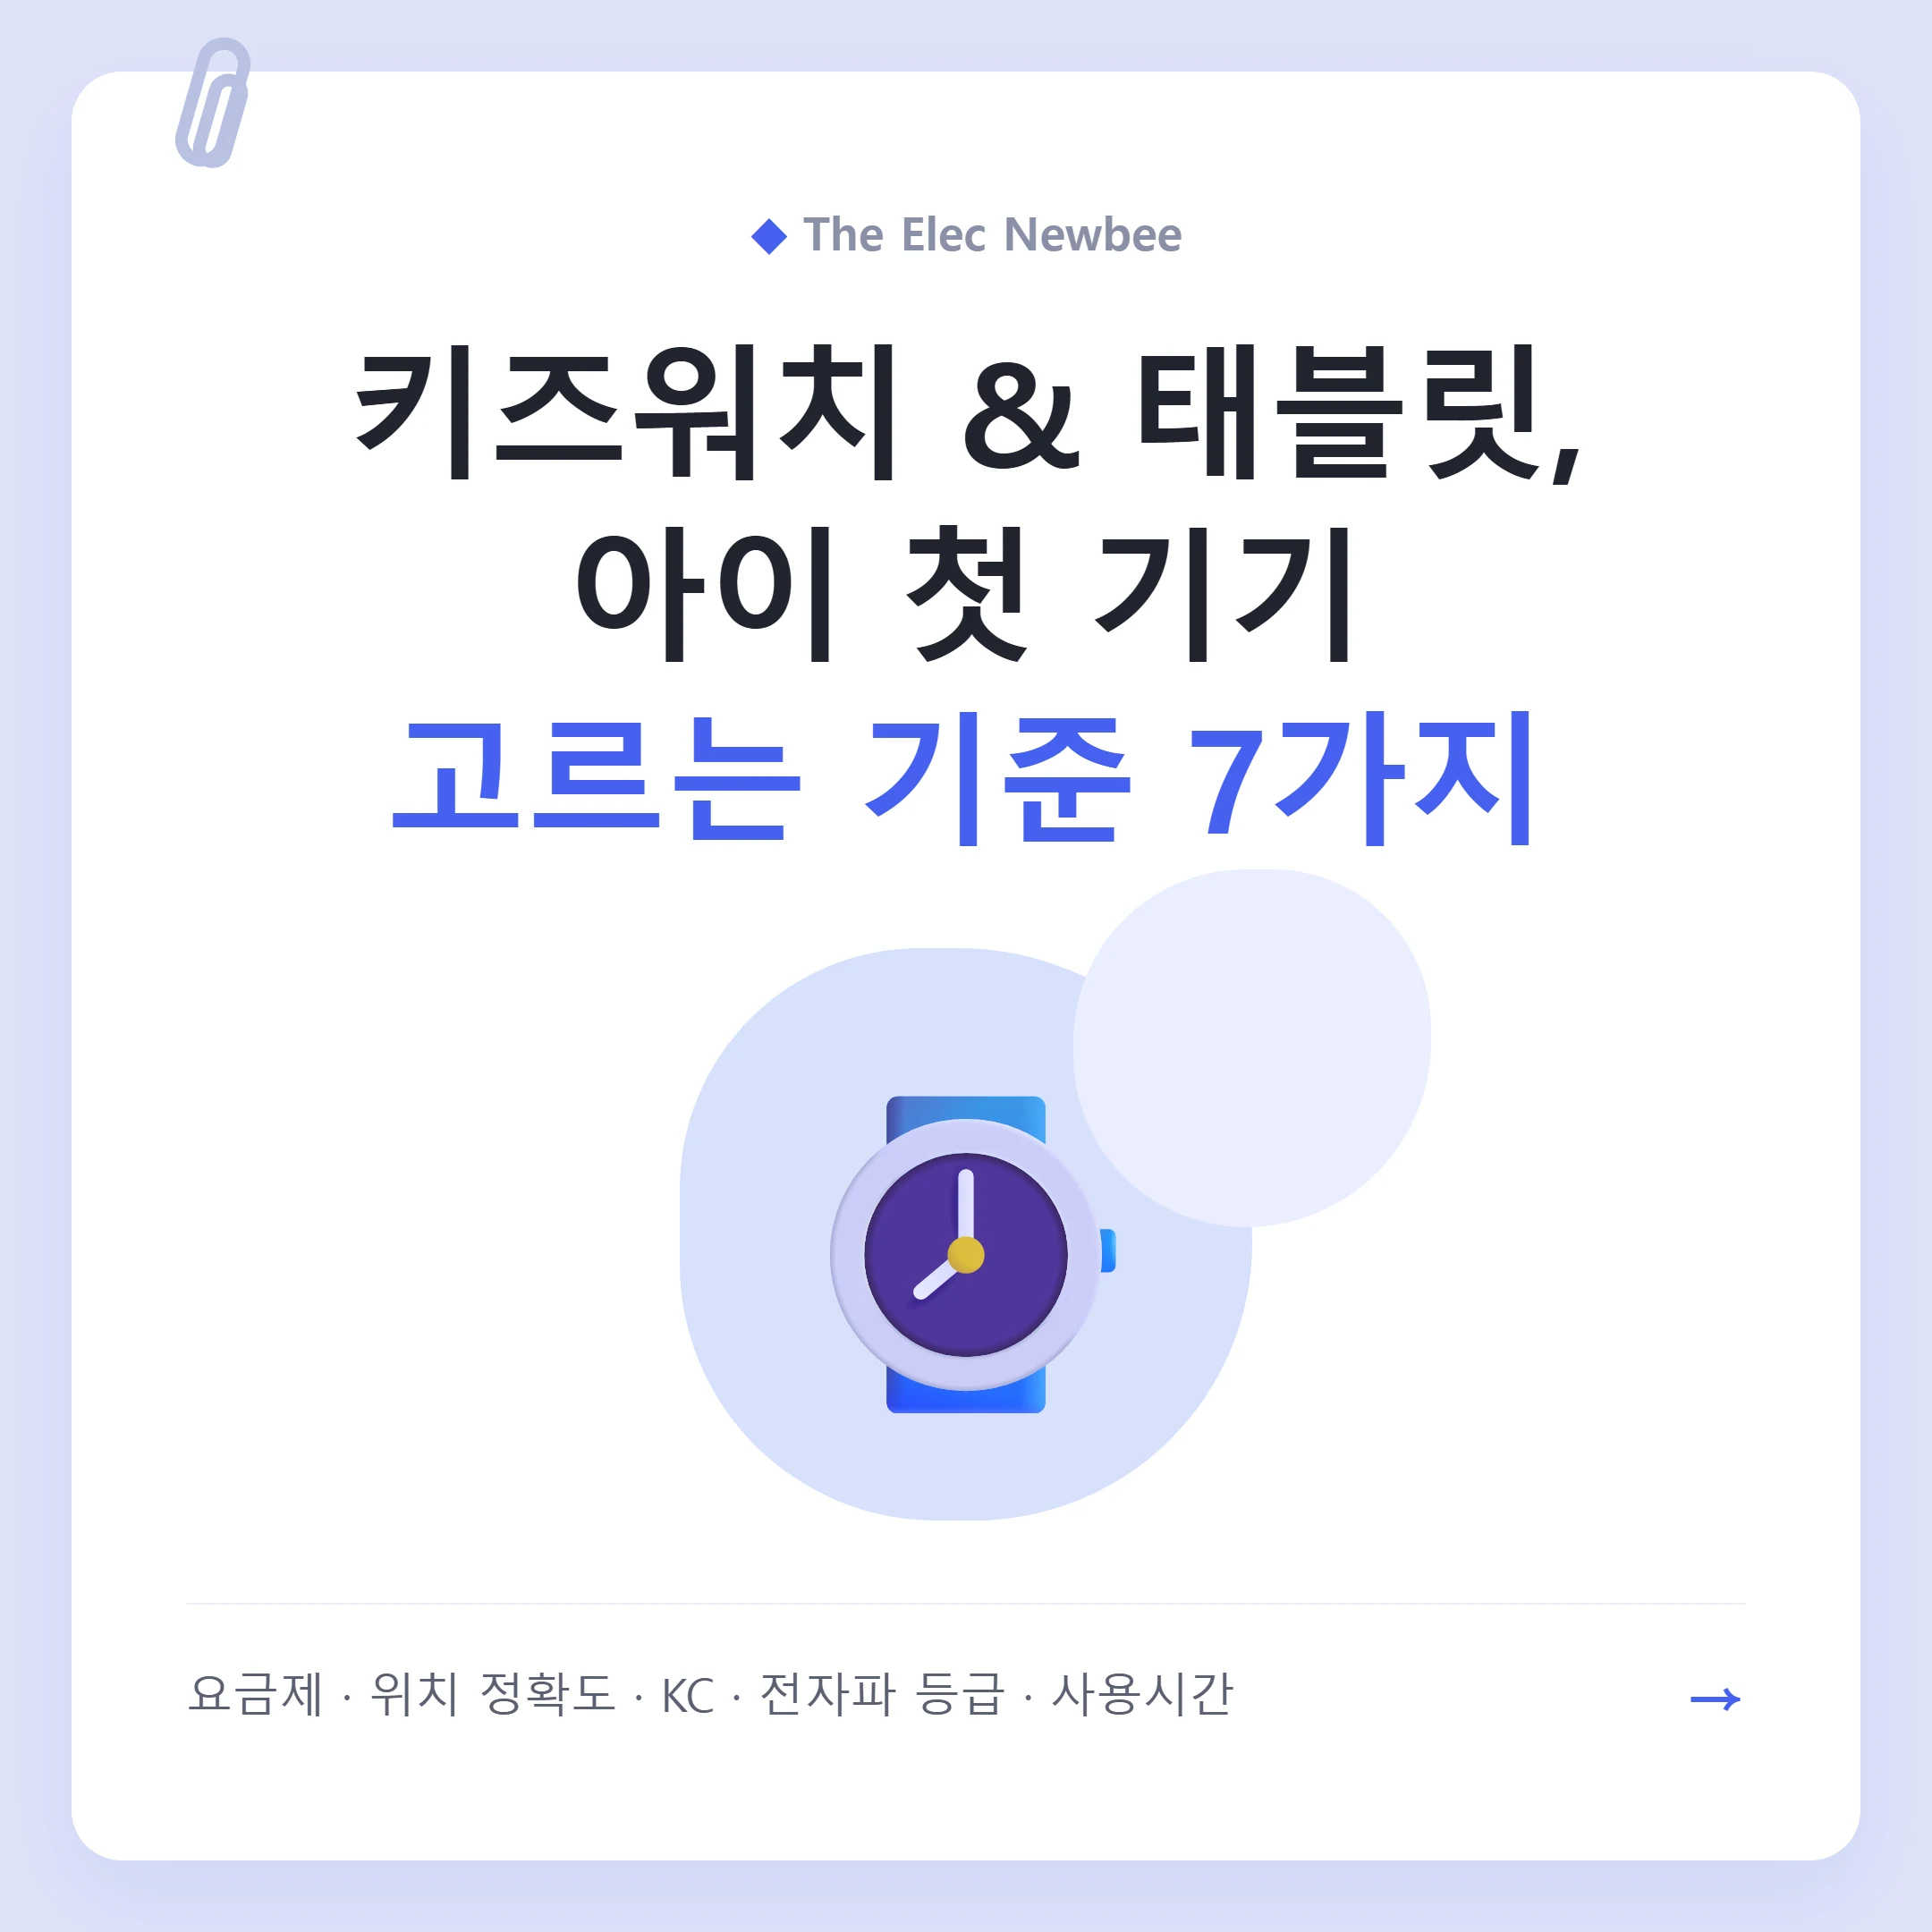 The Elec Newbee
키즈워치 & 태블릿,
아이 첫 기기
고르는 기준 7가지
요금제 · 위치 정확도 · KC · 전자파 등급 · 사용시간 →